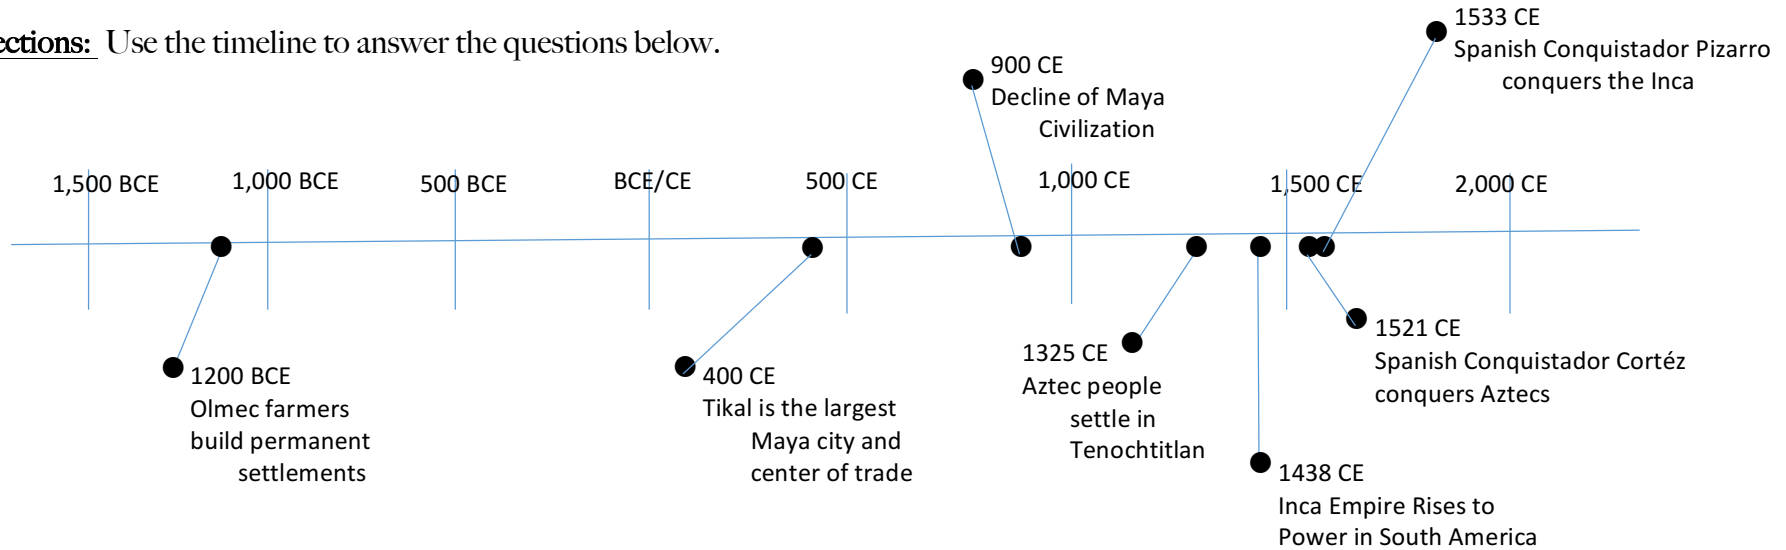 ections: Use the timeline to answer the questions below.
1533 CE
Spanish Conquistador Pizarro
conquers the Inca
900 CE
Decline of Maya
Civilization
1,500 BCE
1,000 BCE
500 BCE
BCE/CE
500 CE
1,000 CE
1,500 CE
2,000 CE
1200 BCE
Olmec farmers
build permanent
settlements
400 CE
Tikal is the largest
Maya city and
center of trade
1325 CE
Aztec people
settle in
Tenochtitlan
1521 CE
Spanish Conquistador Cortéz
conquers Aztecs
1438 CE
Inca Empire Rises to
Power in South America